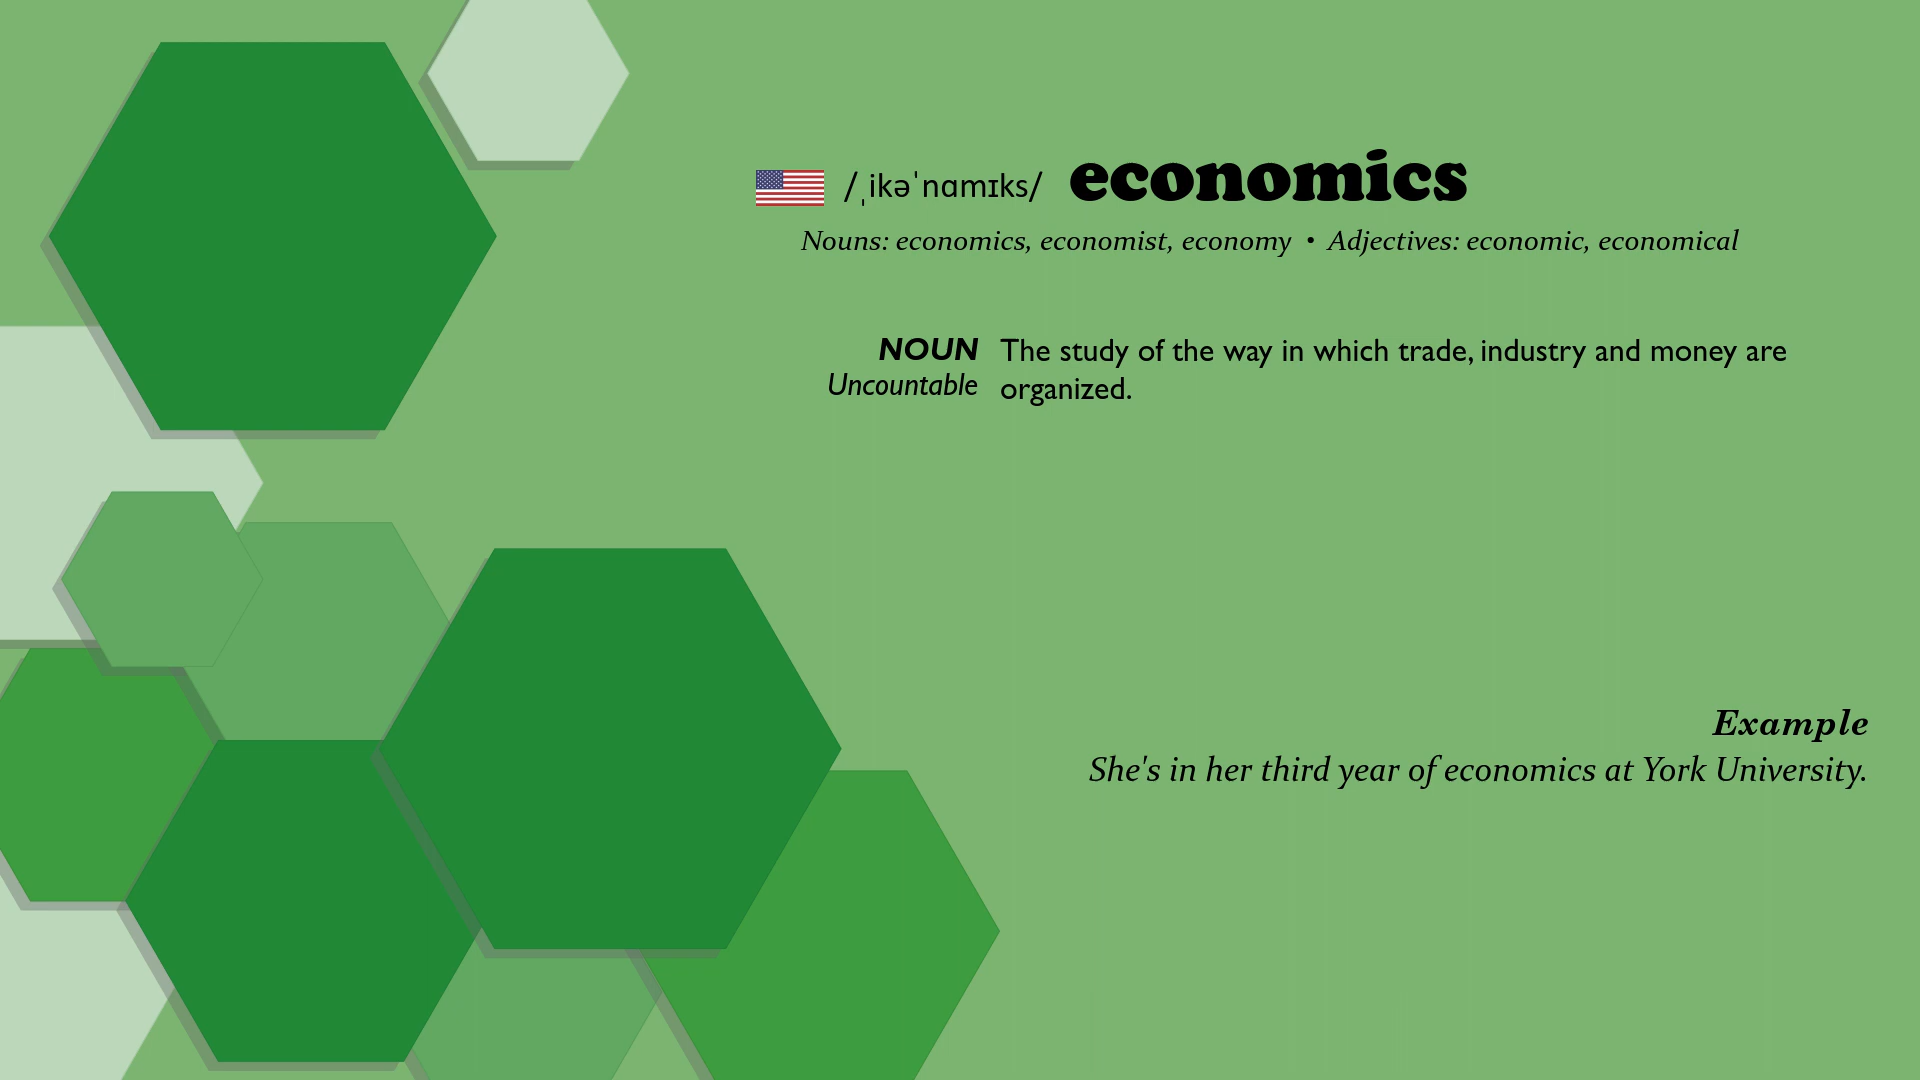 /ˌikəˈnɑmɪks/ economics
Nouns: economics, economist, economy • Adjectives: economic, economical
NOUN The study of the way in which trade, industry and money are
Uncountable organized.
Example
She's in her third year of economics at York University.